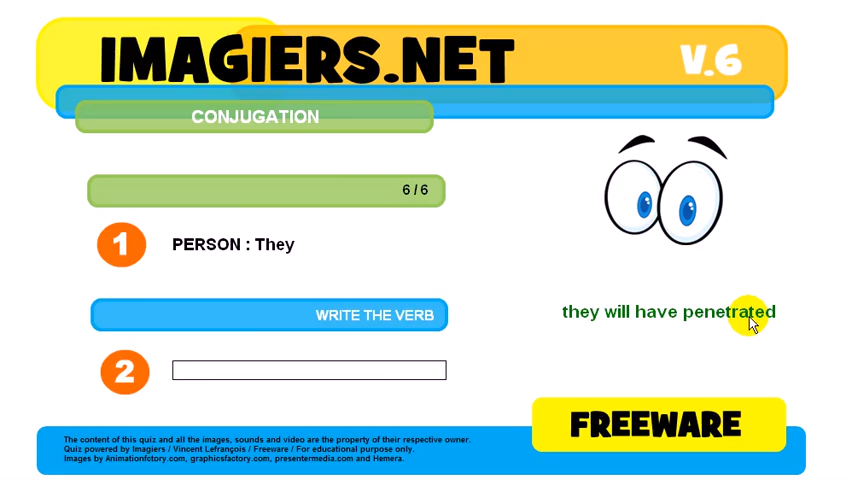 IMAGIERS.NET
V.6
CONJUGATION
6 / 6
1
PERSON : They
WRITE THE VERB
they will have penetrated
2
FREEWARE
The content of this quiz and all the images, sounds and video are the property of their respective owner.
Quiz powered by Imagiers / Vincent Lefrançois / Freeware / For educational purpose only.
Images by Animationfctory.com, graphicsfactory.com, presentermedia.com and Hemera.